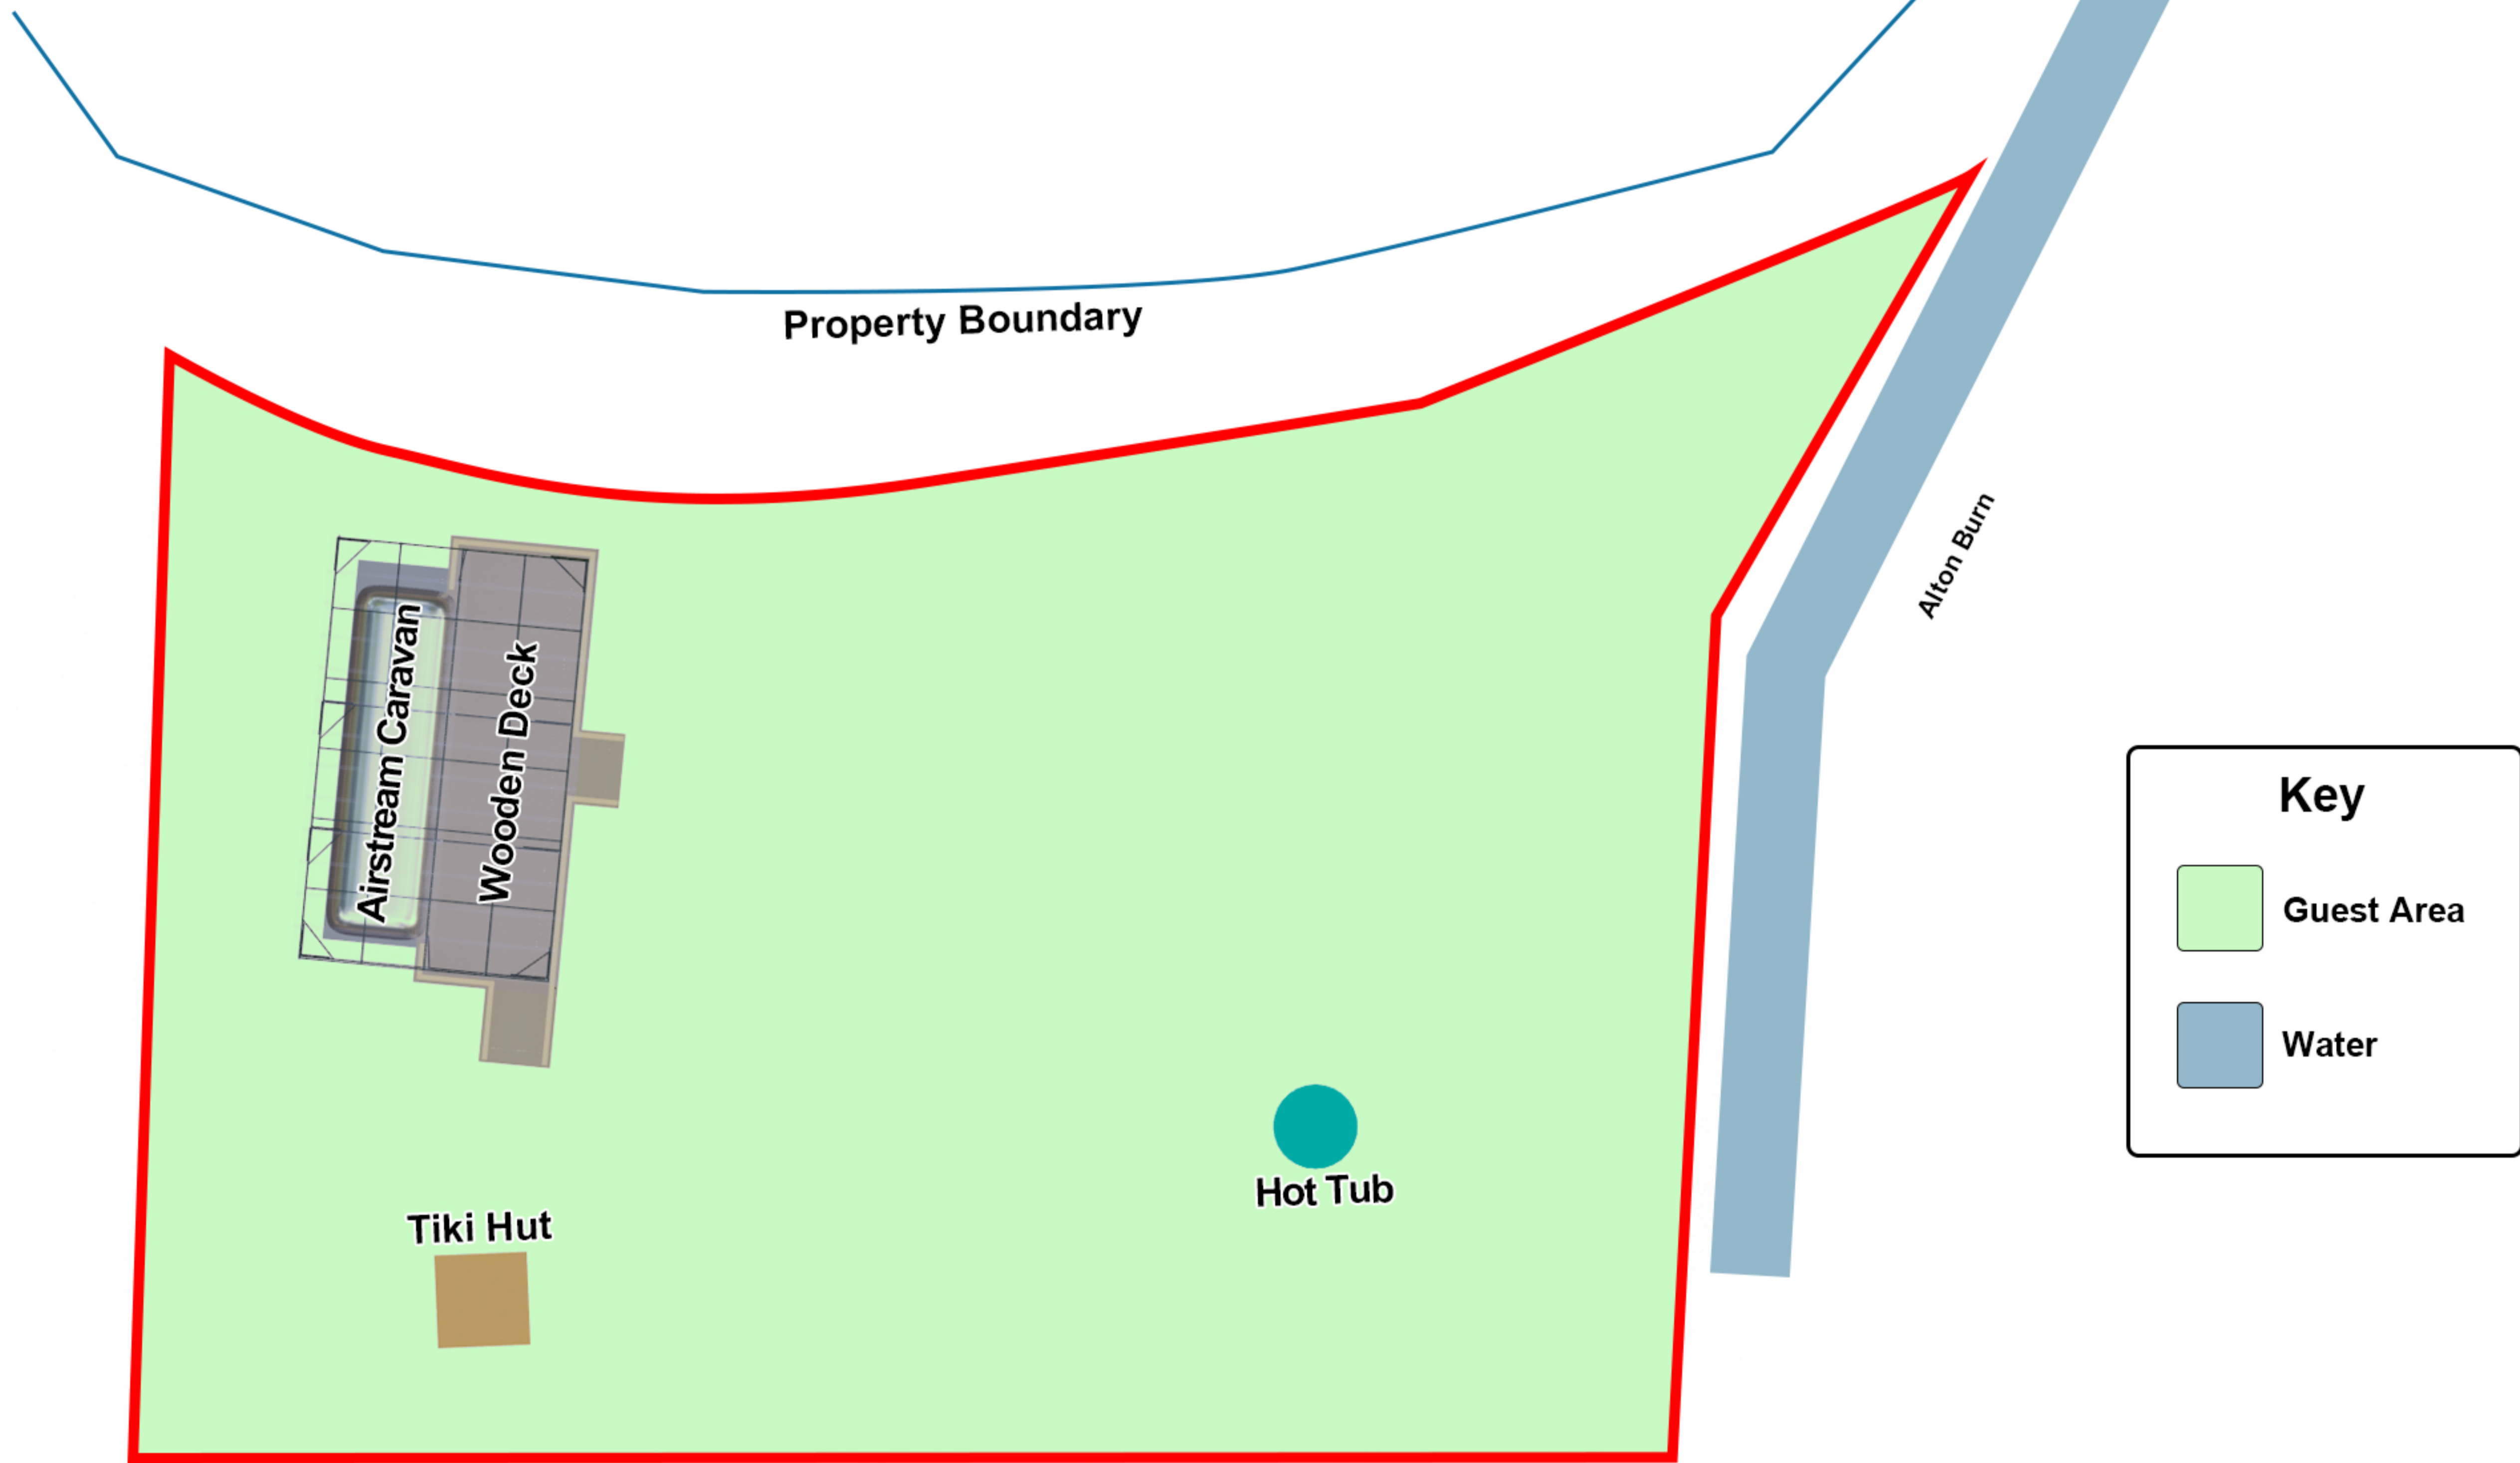 Property Boundary
Alton Burn
Airstream Caravan
Wooden Deck
Key
Guest Area
Water
Hot Tub
Tiki Hut